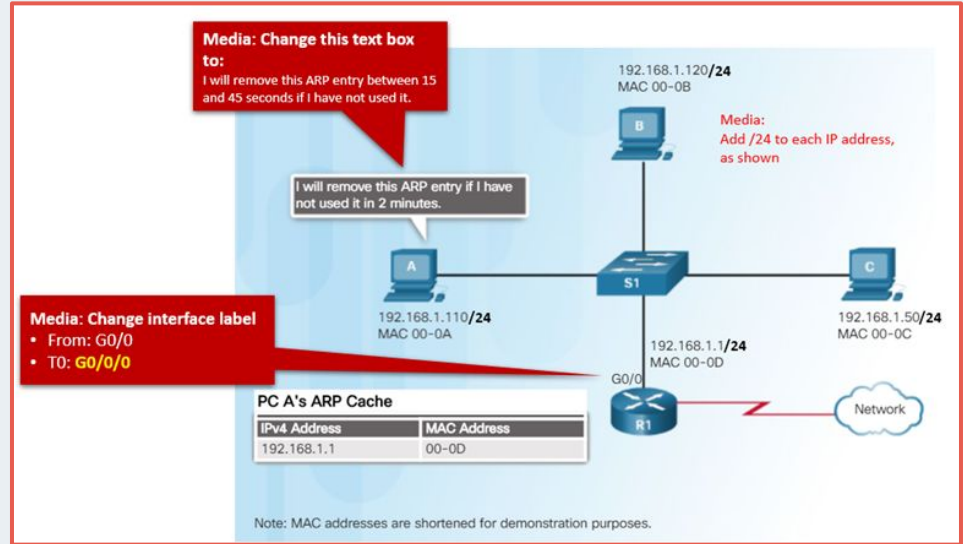 Media: Change this text box
to:
I will remove this ARP entry between 15
and 45 seconds if I have not used it.
192.168.1.120/24
MAC 00-0B
B
Media:
Add /24 to each IP address,
as shown
I will remove this ARP entry if I have
not used it in 2 minutes.
A
S1
C
192.168.1.110/24
MAC 00-0A
192.168.1.50/24
MAC 00-0C
Media: Change interface label
• From: G0/0
• T0: G0/0/0
192.168.1.1/24
MAC 00-0D
G0/0
R1
Network
PC A's ARP Cache
IPv4 Address MAC Address
192.168.1.1 00-0D
Note: MAC addresses are shortened for demonstration purposes.